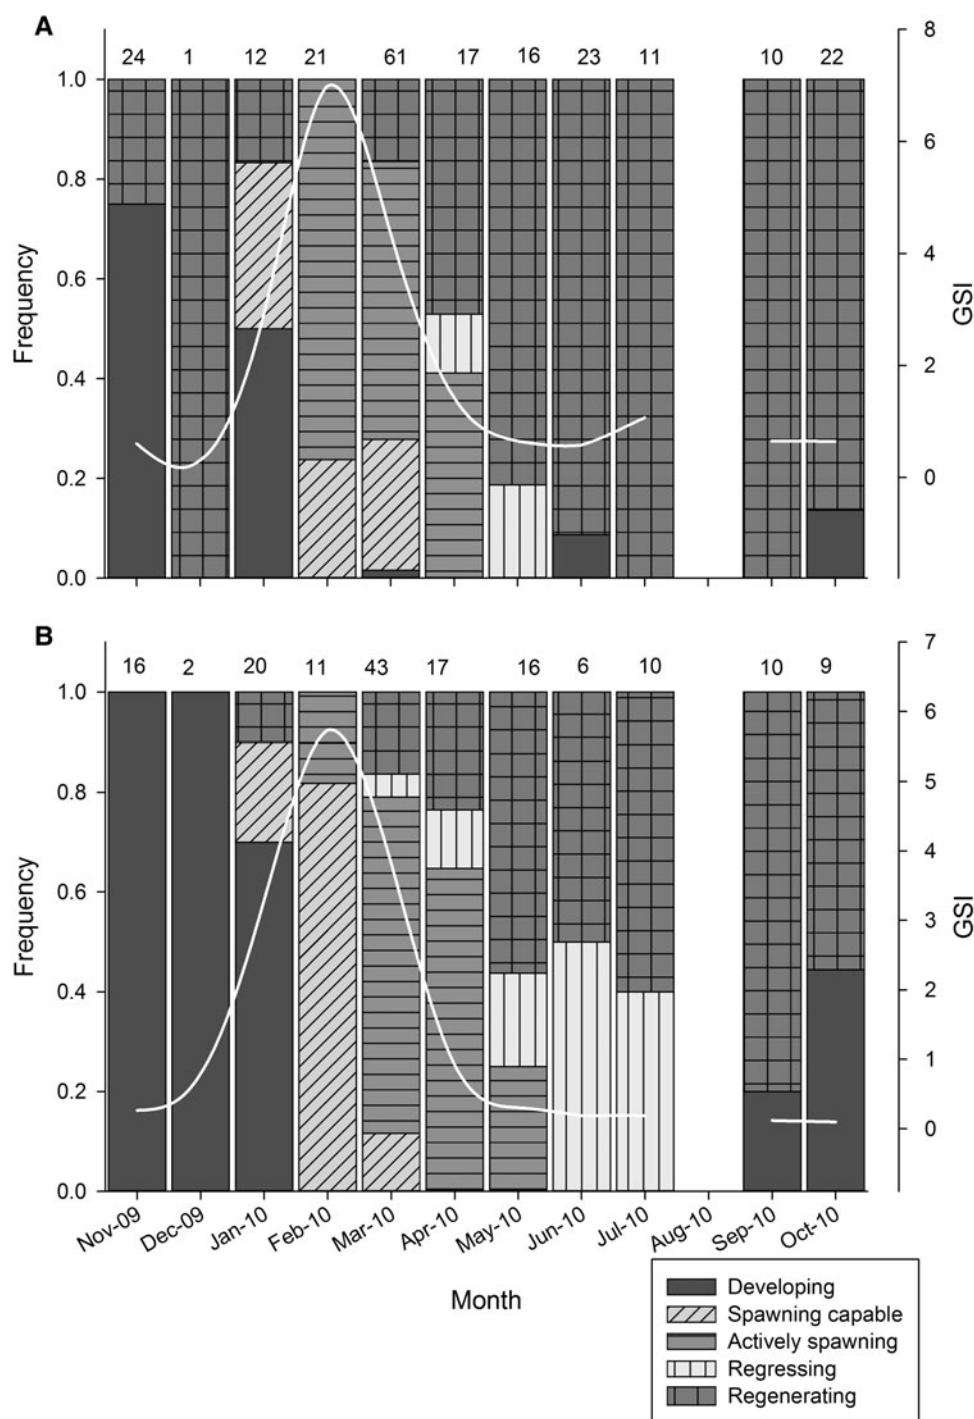 A
24 1 12 21 61 17 16 23 11 10 22
8
1.0
6
0.8
Frequency
0.6
4
GSI
0.4
2
0.2
0
0.0
B
7
16 2 20 11 43 17 16 6 10 10 9
1.0
6
0.8
5
Frequency
0.6
4
GSI
3
0.4
2
0.2
1
0
0.0
Nov-09 Dec-09 Jan-10 Feb-10 Mar-10 Apr-10 May-10 Jun-10 Jul-10 Aug-10 Sep-10 Oct-10
Month
Developing
Spawning capable
Actively spawning
Regressing
Regenerating